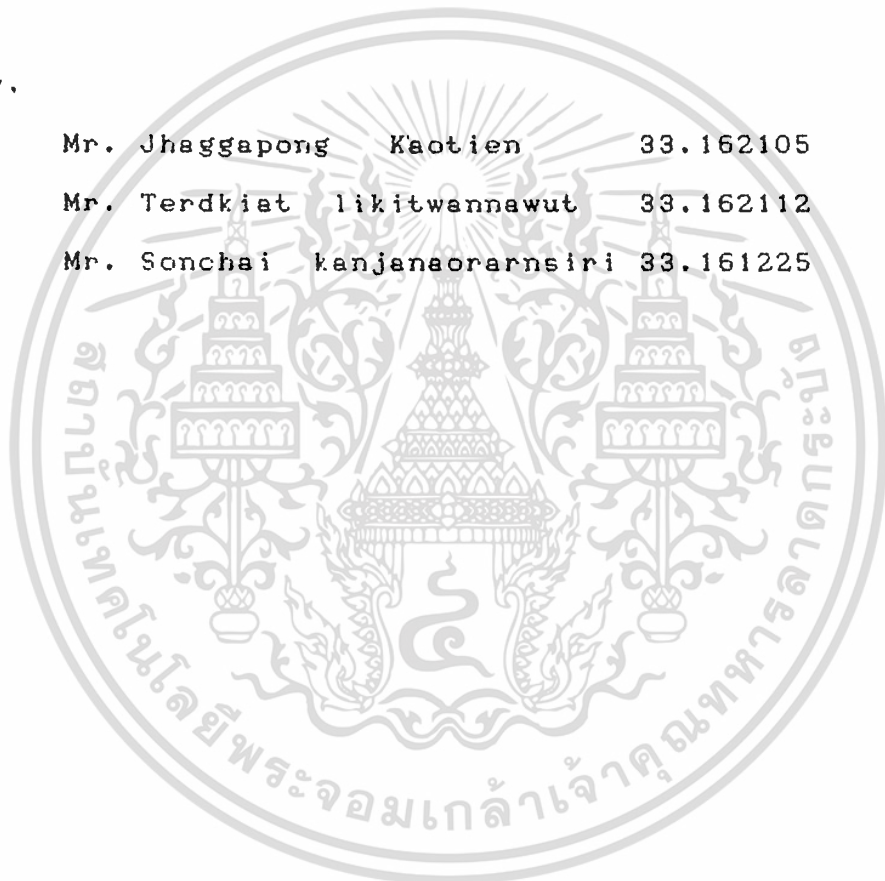 Mr. Jhaggapong Kaotien 33.162105
Mr. Terdkiat likitwannawut 33.162112
Mr. Sonchai kanjanaorarnsiri 33.161225
สถาบันเทคโนโลยีพระจอมเกล้าเจ้าคุณทหารลาดกระบัง